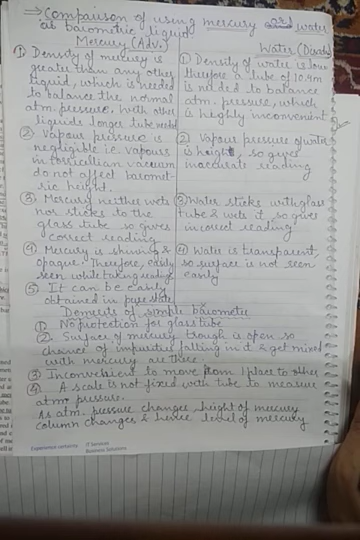 → Comparison of using mercury and water
as barometric liquid
Mercury (Adv.)
① Density of mercury is
greater than any other
liquid, which is needed
to balance the normal
atm. pressure. With other
liquids longer tube needed
② Vapour pressure is
negligible i.e. vapours
in torricellian vacuum
do not affect baromet-
ric height.
③ Mercury neither wets
nor sticks to the
glass tube so gives
correct reading
④ Mercury is shining &
opaque. Therefore, easily
seen while taking reading
⑤ It can be easily
obtained in pure state
Water (Disadv)
① Density of water is low
therefore a tube of 10.3m
is needed to balance
atm. pressure, which
is highly inconvenient
② Vapour pressure of water
is high, so gives
inaccurate reading
③ Water sticks with glass
tube & wets it, so gives
incorrect reading
④ Water is transparent,
so surface is not seen
easily
Demerits of simple barometer
① No protection for glass tube
② Surface of mercury trough is open so
chance of impurities falling in it & get mixed
with mercury are there.
③ Inconvenient to move from 1 place to other
④ A scale is not fixed with tube to measure
atm pressure.
As atm. pressure changes, height of mercury
column changes & hence level of mercury
Experience certainty. IT Services
Business Solutions